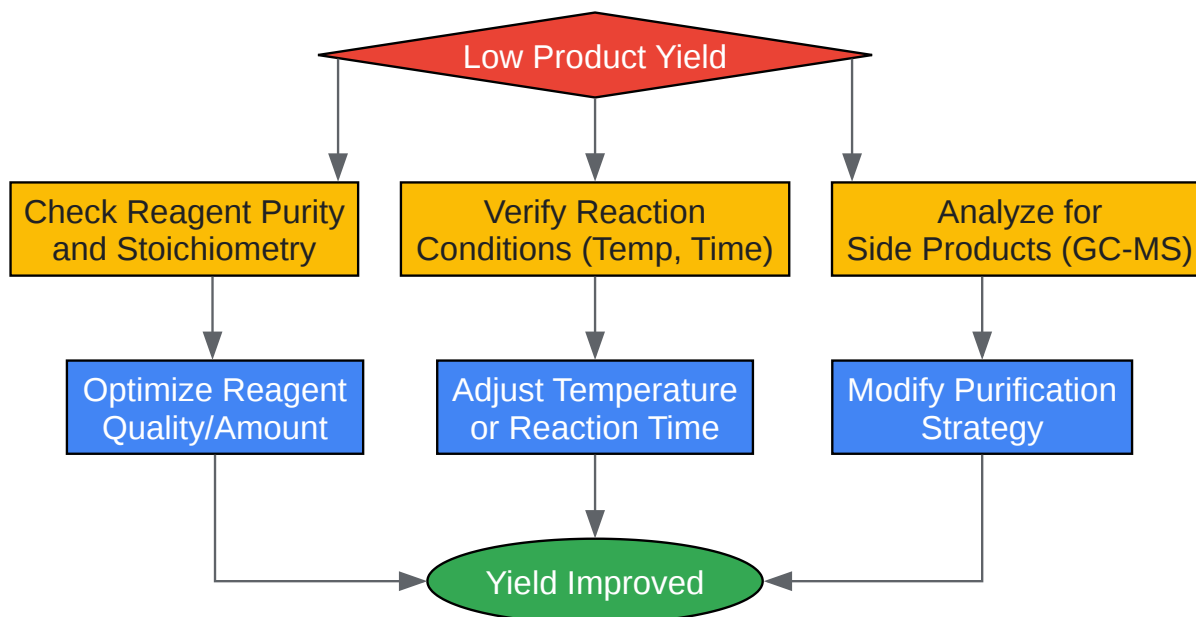 Low Product Yield
Check Reagent Purity
and Stoichiometry
Verify Reaction
Conditions (Temp, Time)
Analyze for
Side Products (GC-MS)
Optimize Reagent
Quality/Amount
Adjust Temperature
or Reaction Time
Modify Purification
Strategy
Yield Improved